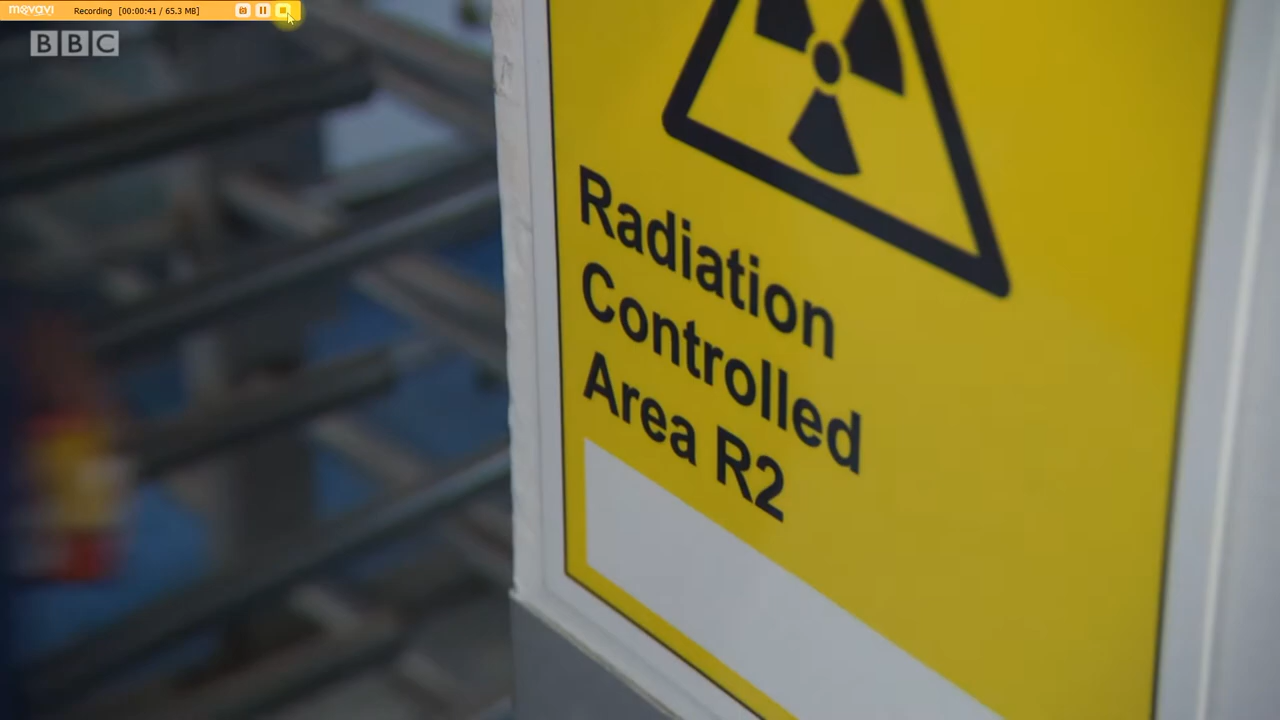 movavi Recording [00:00:41 / 65.3 MB]
BBC
Radiation
Controlled
Area R2